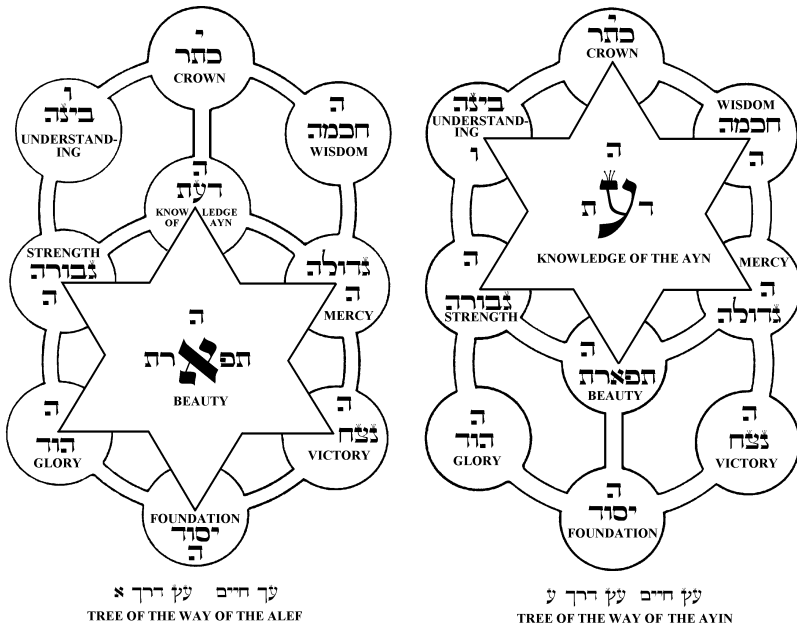 י
כתר
CROWN
ו
בינה
UNDERSTAND-
ING
ה
חכמה
WISDOM
ה
דעת
KNOWLEDGE
OF AYN
STRENGTH
גבורה
ה
גדולה
ה
MERCY
ה
תפארת
BEAUTY
ה
הוד
GLORY
ה
נצח
VICTORY
FOUNDATION
יסוד
ה
עך חיים עץ דרך א
TREE OF THE WAY OF THE ALEF
י
כתר
CROWN
בינה
UNDERSTAND-
ING
ו
WISDOM
חכמה
ה
ה
דעת
KNOWLEDGE OF THE AYN
ה
גבורה
STRENGTH
MERCY
ה
גדולה
ה
תפארת
BEAUTY
ה
הוד
GLORY
ה
נצח
VICTORY
ה
יסוד
FOUNDATION
עץ חיים עץ דרך ע
TREE OF THE WAY OF THE AYIN